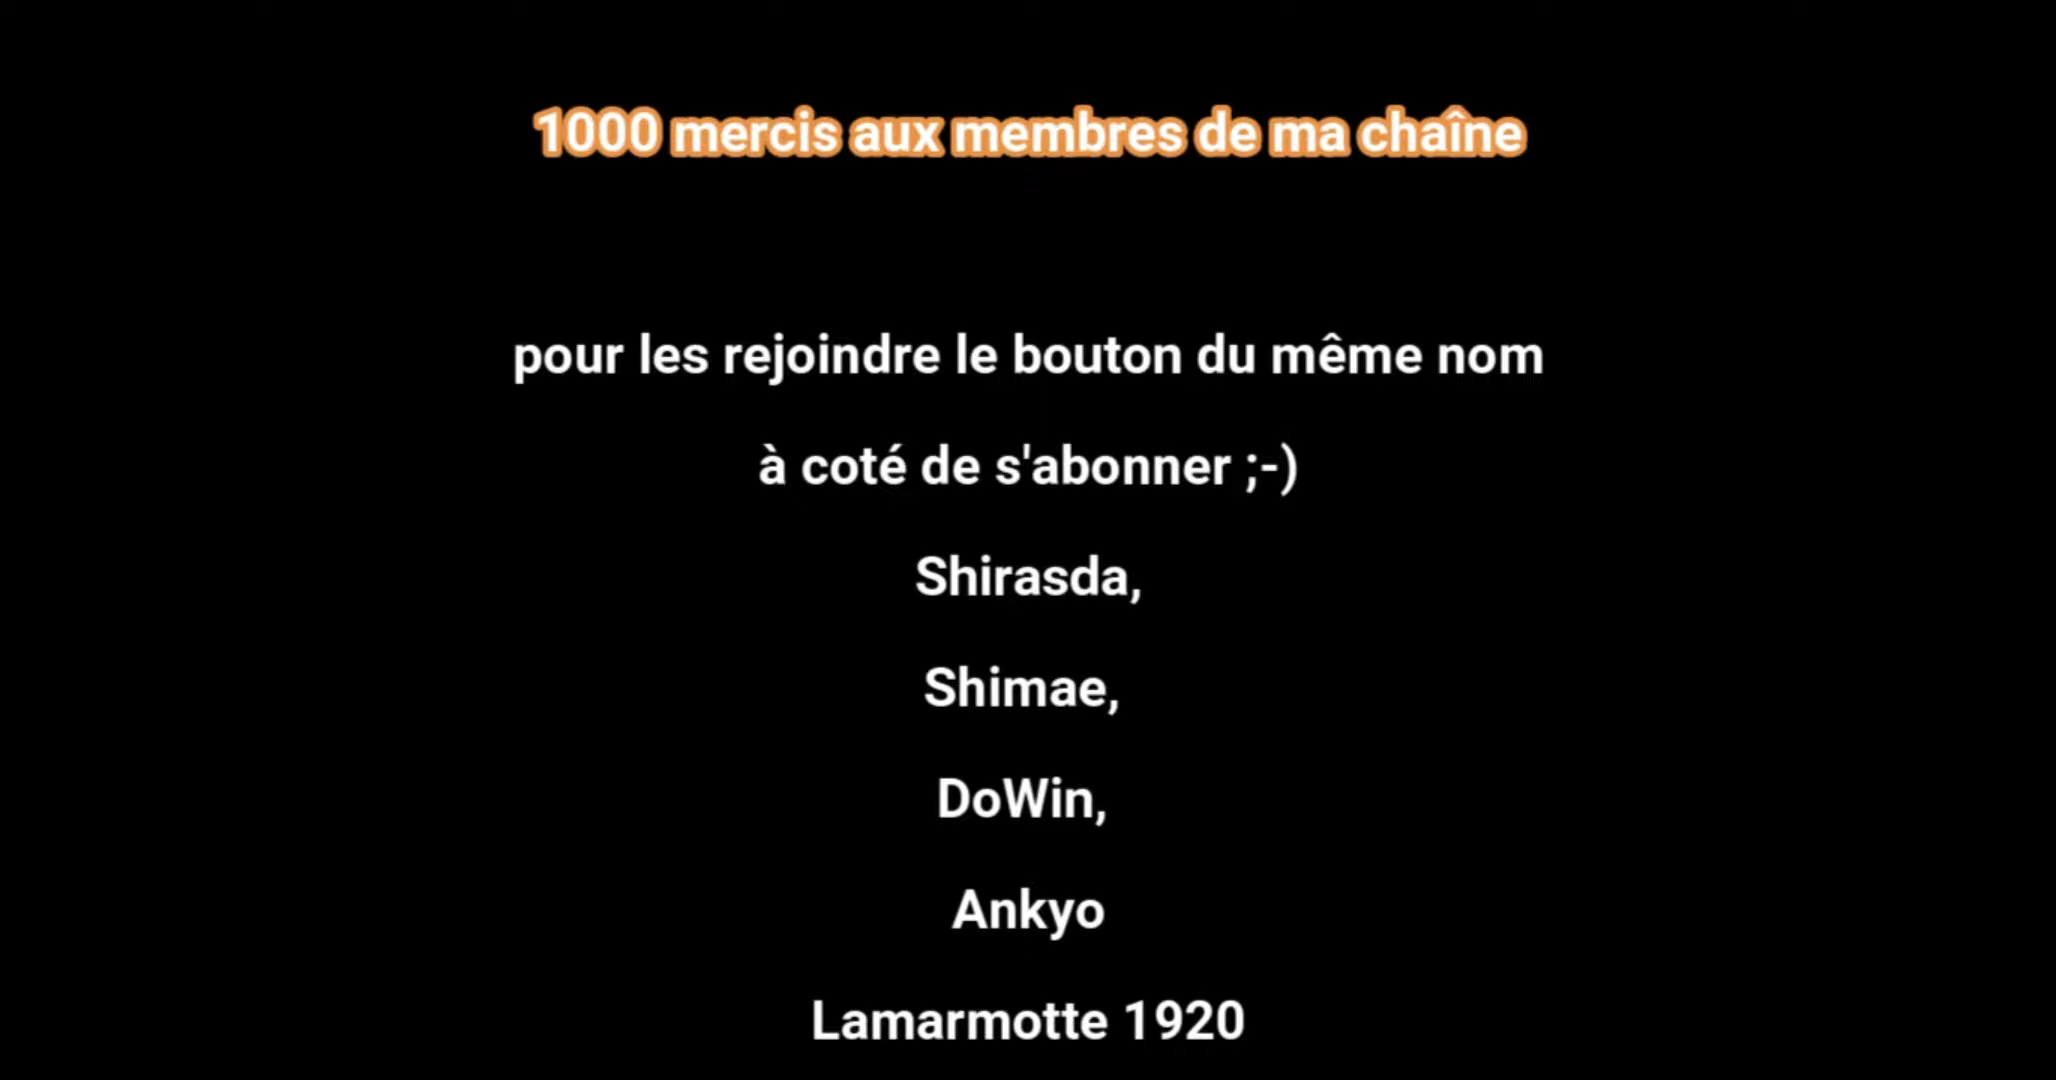 1000 mercis aux membres de ma chaîne
pour les rejoindre le bouton du même nom
à coté de s'abonner ;-)
Shirasda,
Shimae,
DoWin,
Ankyo
Lamarmotte 1920